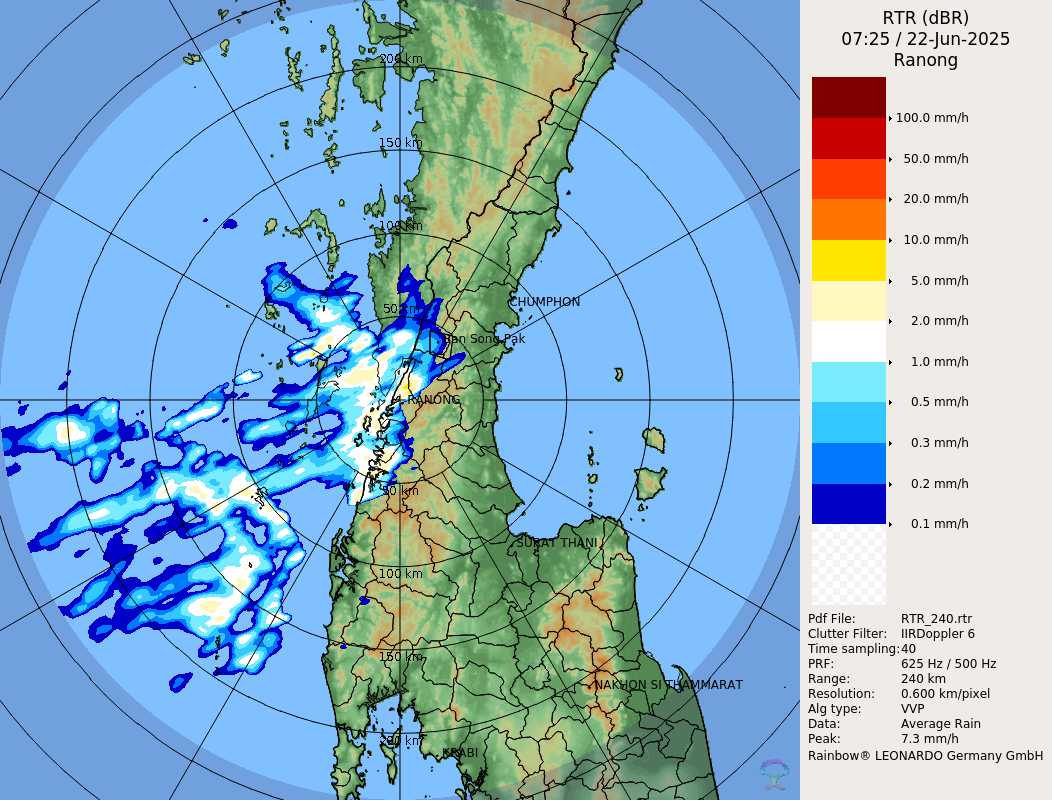 RTR (dBR)
07:25 / 22-Jun-2025
Ranong
100.0 mm/h
50.0 mm/h
20.0 mm/h
10.0 mm/h
5.0 mm/h
2.0 mm/h
1.0 mm/h
0.5 mm/h
0.3 mm/h
0.2 mm/h
0.1 mm/h
Pdf File: RTR_240.rtr
Clutter Filter: IIRDoppler 6
Time sampling: 40
PRF: 625 Hz / 500 Hz
Range: 240 km
Resolution: 0.600 km/pixel
Alg type: VVP
Data: Average Rain
Peak: 7.3 mm/h
Rainbow® LEONARDO Germany GmbH
200 km
150 km
100 km
50 km
CHUMPHON
Ban Song Pak
RANONG
50 km
SURAT THANI
100 km
150 km
NAKHON SI THAMMARAT
200 km
KRABI